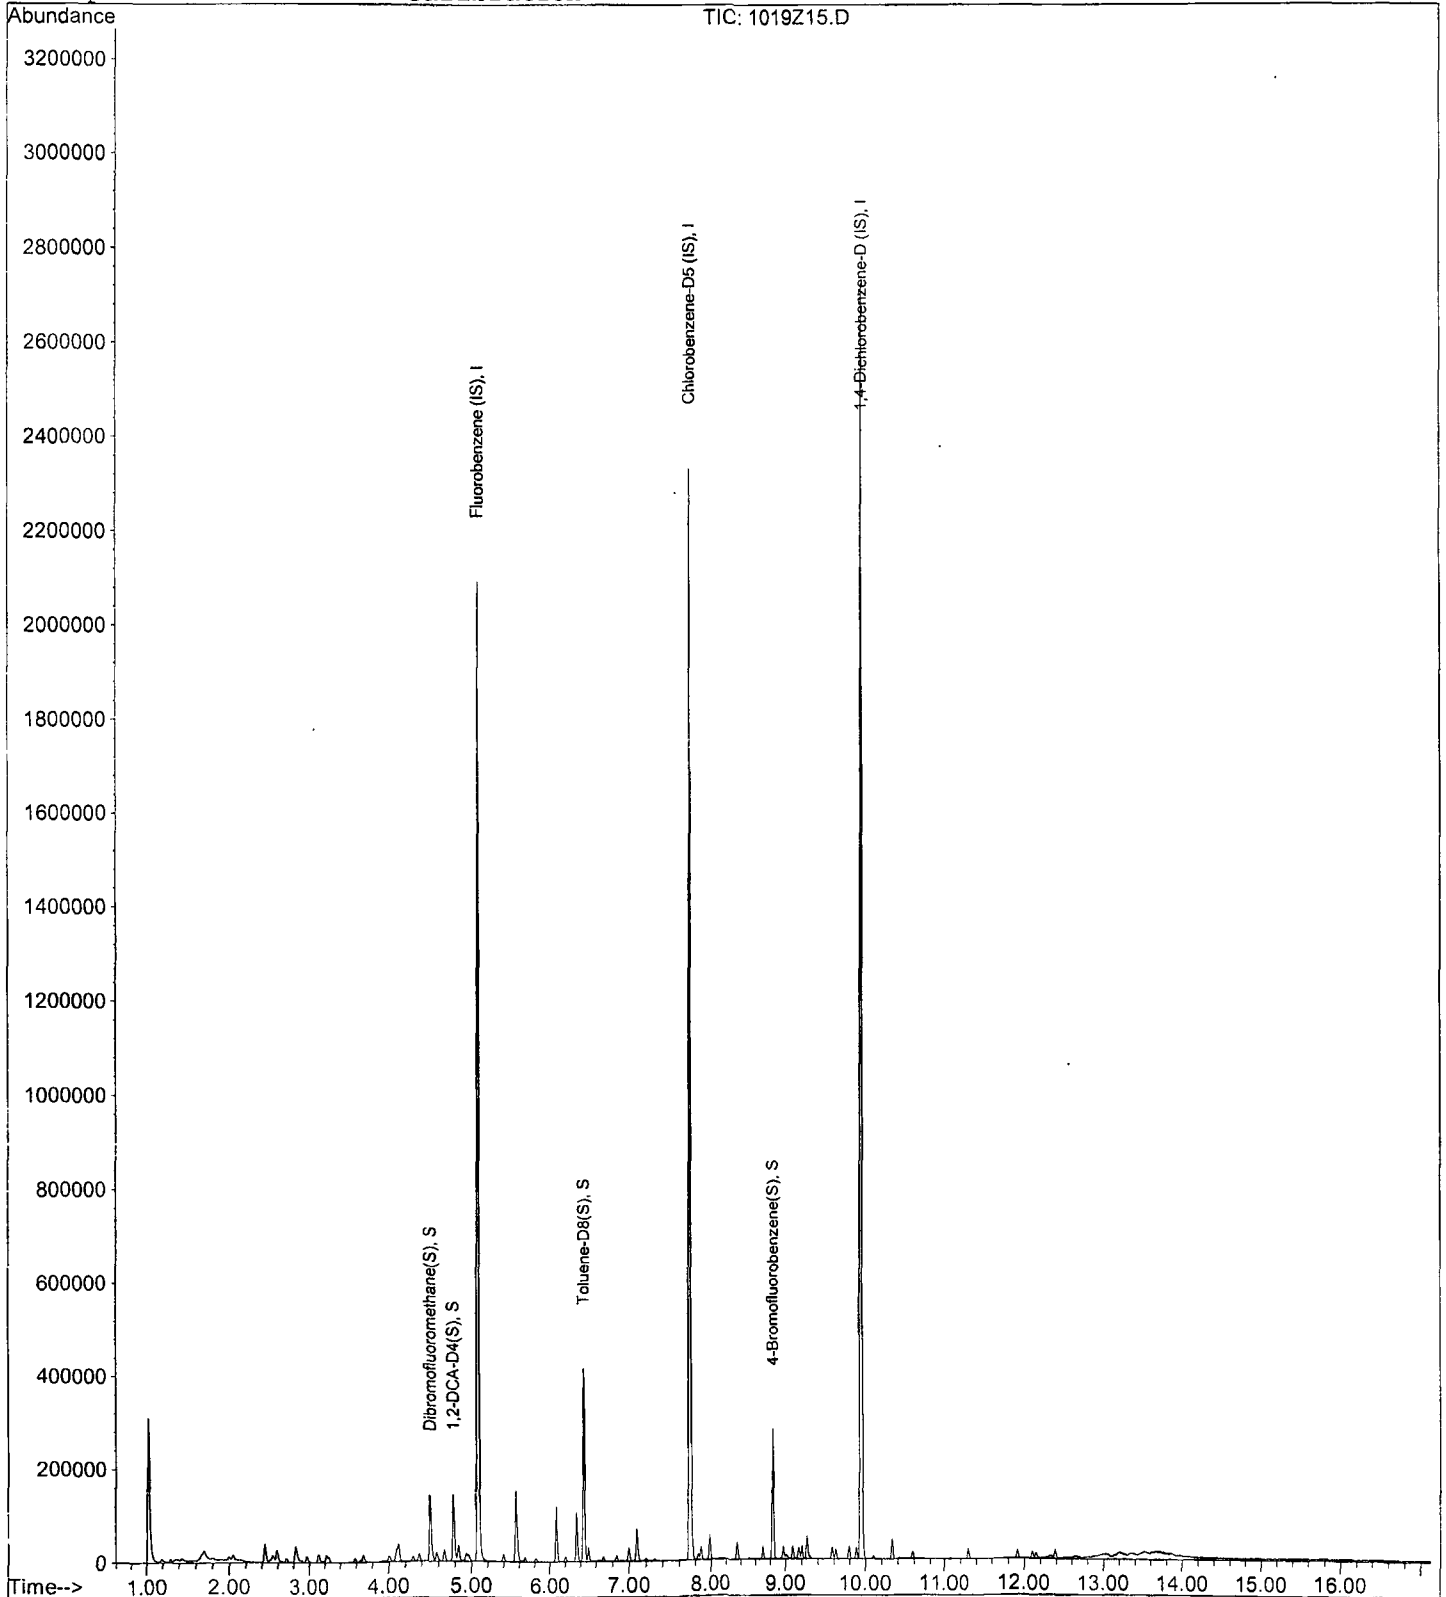 TIC: 1019Z15.D
Abundance
3200000
3000000
2800000
2600000
2400000
2200000
2000000
1800000
1600000
1400000
1200000
1000000
800000
600000
400000
200000
0
Dibromofluoromethane(S), S
1,2-DCA-D4(S), S
Fluorobenzene (IS), I
Toluene-D8(S), S
Chlorobenzene-D5 (IS), I
4-Bromofluorobenzene(S), S
1,4-Dichlorobenzene-D (IS), I
Time--> 1.00 2.00 3.00 4.00 5.00 6.00 7.00 8.00 9.00 10.00 11.00 12.00 13.00 14.00 15.00 16.00